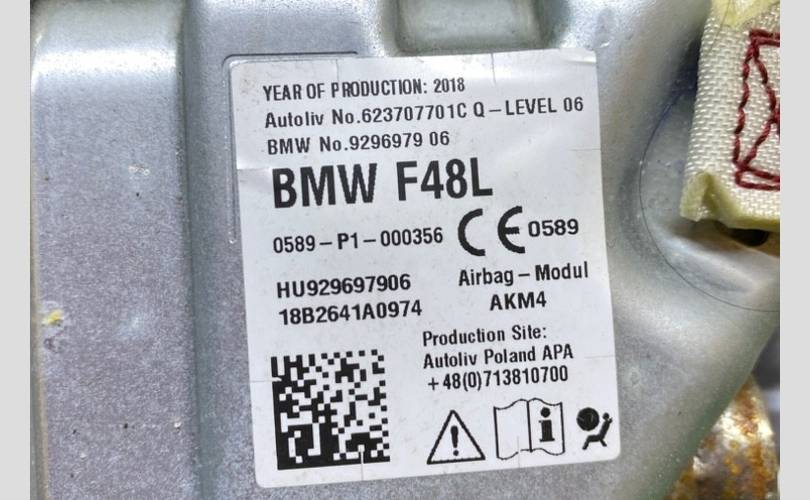 YEAR OF PRODUCTION: 2018
Autoliv No.623707701C Q-LEVEL 06
BMW No.9296979 06
BMW F48L
0589-P1-000356 CE 0589
HU929697906
18B2641A0974
Airbag-Modul
AKM4
Production Site:
Autoliv Poland APA
+48(0)713810700